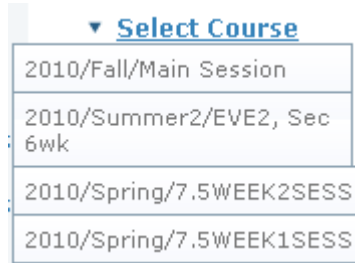 ▼ Select Course
2010/Fall/Main Session
2010/Summer2/EVE2, Sec
6wk
2010/Spring/7.5WEEK2SESS
2010/Spring/7.5WEEK1SESS